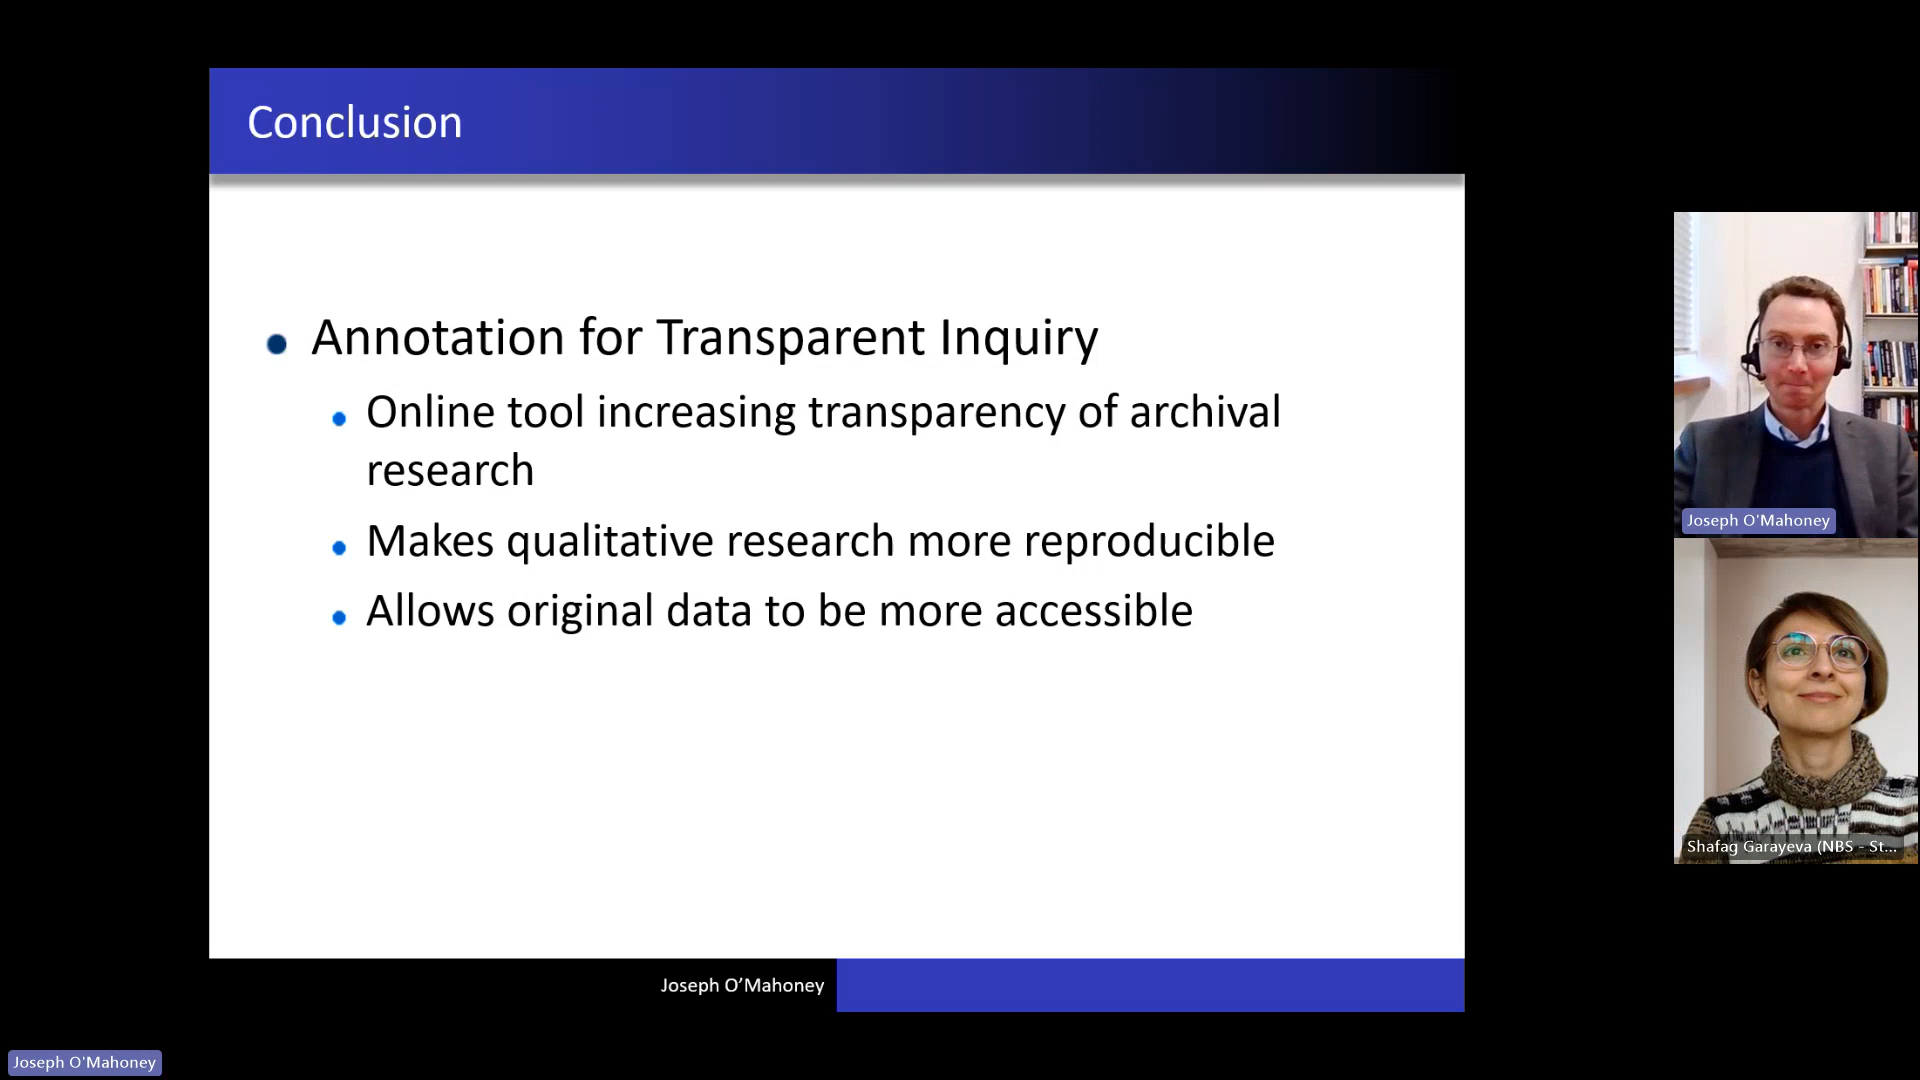 Conclusion
Annotation for Transparent Inquiry
Online tool increasing transparency of archival
research
Makes qualitative research more reproducible
Allows original data to be more accessible
Joseph O’Mahoney
Joseph O'Mahoney
Shafag Garayeva (NBS - St...
Joseph O'Mahoney